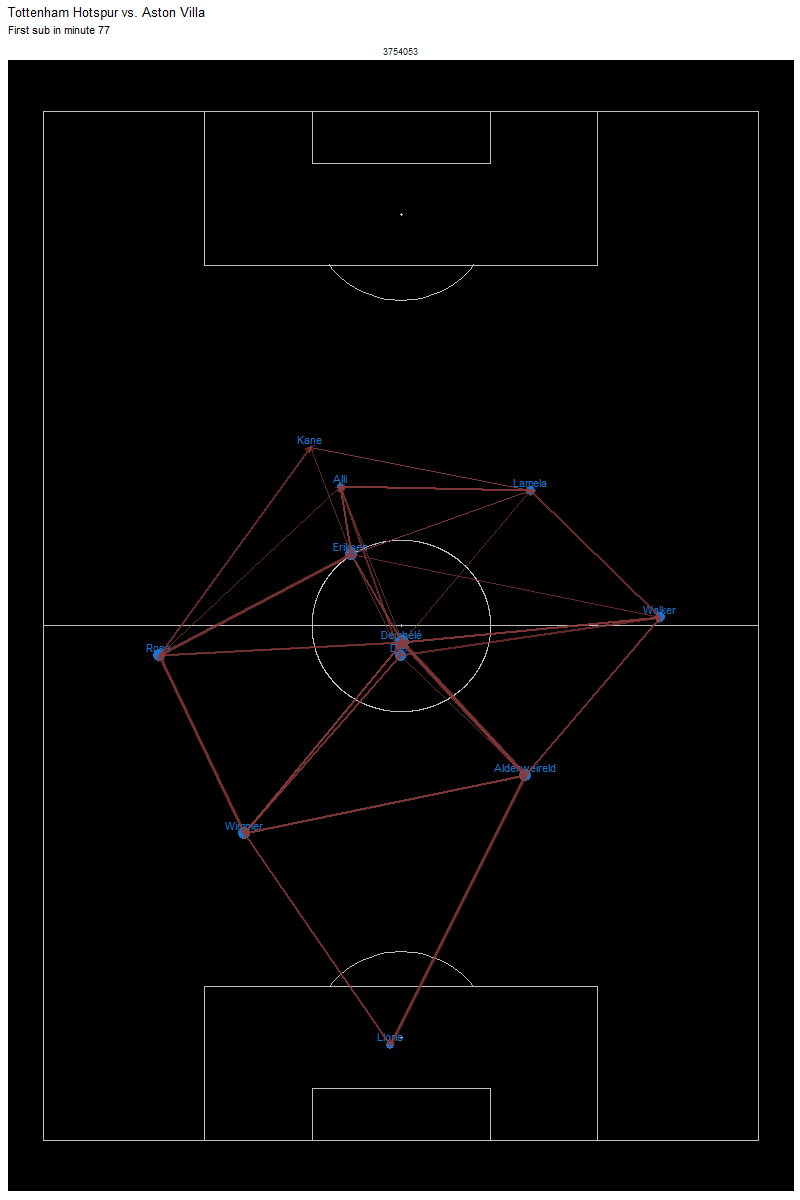 Tottenham Hotspur vs. Aston Villa
First sub in minute 77
3754053
Kane
Alli
Lamela
Eriksen
Walker
Dembélé
Rose
Alderweireld
Wimmer
Lloris